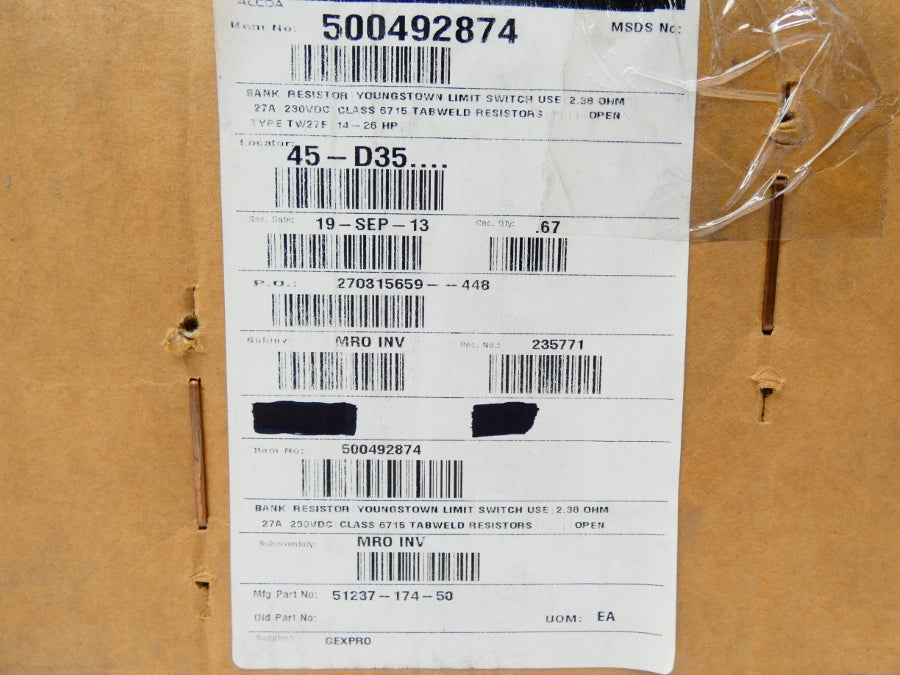 ALCOA
Item No: 500492874 MSDS No:
BANK RESISTOR YOUNGSTOWN LIMIT SWITCH USE 2.38 OHM
27A 230VDC CLASS 6715 TABWELD RESISTORS OPEN
TYPE TW27F 14-26 HP
Locator:
45-D35....
Rec. Date: 19-SEP-13 Rec. Qty: .67
P.O.: 270315659--448
Subinv: MRO INV Rec. No.: 235771
Item No: 500492874
BANK RESISTOR YOUNGSTOWN LIMIT SWITCH USE 2.38 OHM
27A 230VDC CLASS 6715 TABWELD RESISTORS OPEN
Subinventory: MRO INV
Mfg Part No: 51237-174-50
Old Part No: UOM: EA
Supplier: GEXPRO